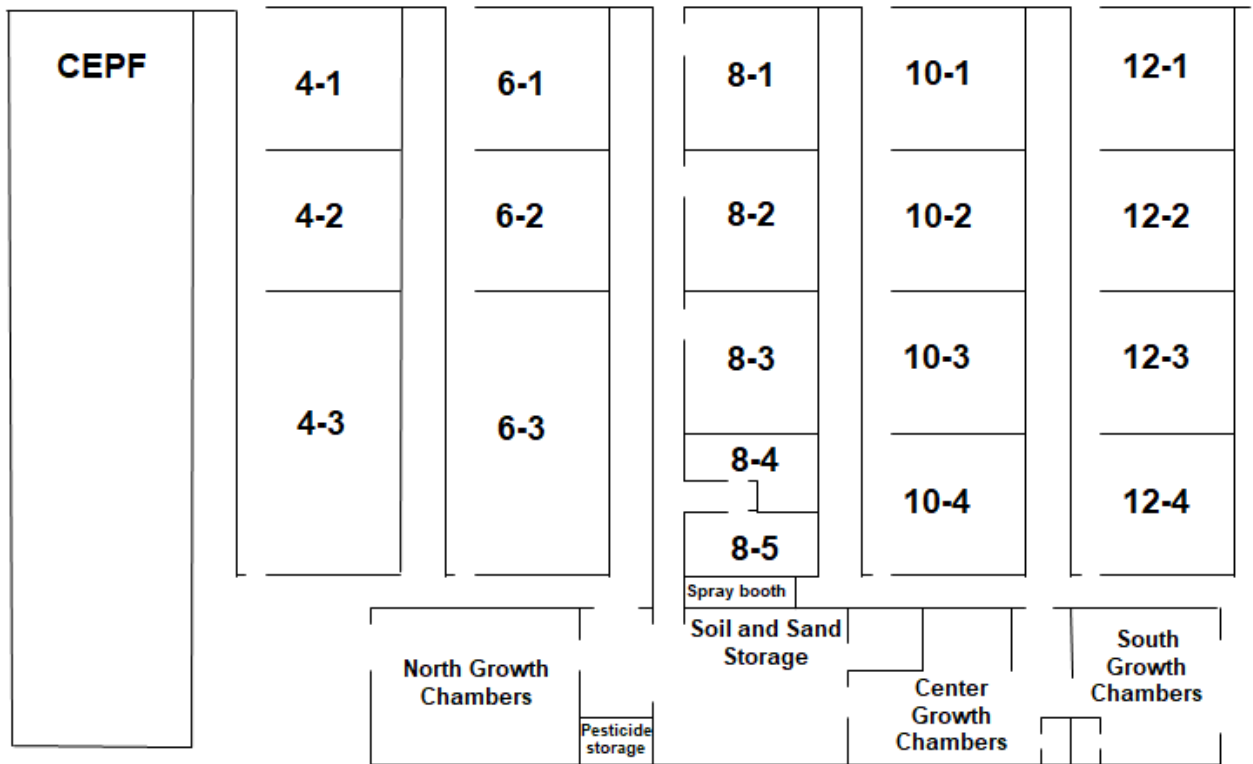 CEPF
4-1
6-1
8-1
10-1
12-1
4-2
6-2
8-2
10-2
12-2
4-3
6-3
8-3
10-3
12-3
8-4
10-4
12-4
8-5
Spray booth
North Growth
Chambers
Pesticide
storage
Soil and Sand
Storage
Center
Growth
Chambers
South
Growth
Chambers